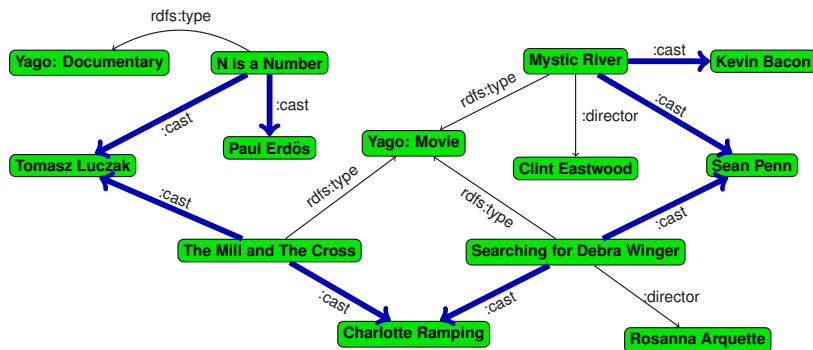 rdfs:type
Yago: Documentary
N is a Number
Mystic River
:cast
Kevin Bacon
:cast
:cast
rdfs:type
:cast
:director
Paul Erdös
Yago: Movie
Tomasz Luczak
Clint Eastwood
Sean Penn
:cast
rdfs:type
rdfs:type
:cast
The Mill and The Cross
Searching for Debra Winger
:cast
:cast
:director
Charlotte Ramping
Rosanna Arquette